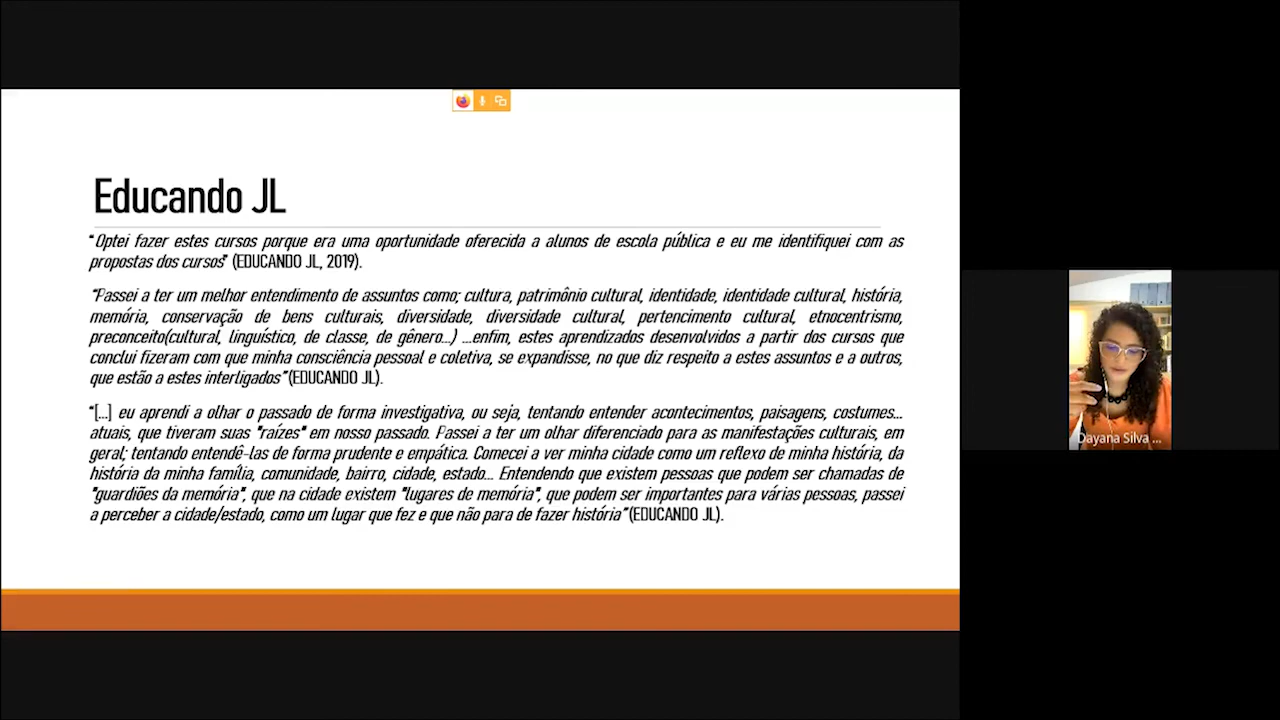 Educando JL
“Optei fazer estes cursos porque era uma oportunidade oferecida a alunos de escola pública e eu me identifiquei com as
propostas dos cursos" (EDUCANDO JL, 2019).
“Passei a ter um melhor entendimento de assuntos como; cultura, patrimônio cultural, identidade, identidade cultural, história,
memória, conservação de bens culturais, diversidade, diversidade cultural, pertencimento cultural, etnocentrismo,
preconceito(cultural, linguístico, de classe, de gênero...) ...enfim, estes aprendizados desenvolvidos a partir dos cursos que
conclui fizeram com que minha consciência pessoal e coletiva, se expandisse, no que diz respeito a estes assuntos e a outros,
que estão a estes interligados” (EDUCANDO JL).
“[...] eu aprendi a olhar o passado de forma investigativa, ou seja, tentando entender acontecimentos, paisagens, costumes...
atuais, que tiveram suas "raízes" em nosso passado. Passei a ter um olhar diferenciado para as manifestações culturais, em
geral; tentando entendê-las de forma prudente e enpática. Comecei a ver minha cidade como um reflexo de minha história, da
história da minha família, comunidade, bairro, cidade, estado... Entendendo que existem pessoas que podem ser chamadas de
"guardiões da memória", que na cidade existem "lugares de memória", que podem ser importantes para várias pessoas, passei
a perceber a cidade/estado, como um lugar que fez e que não para de fazer história” (EDUCANDO JL).
Dayana Silva ...